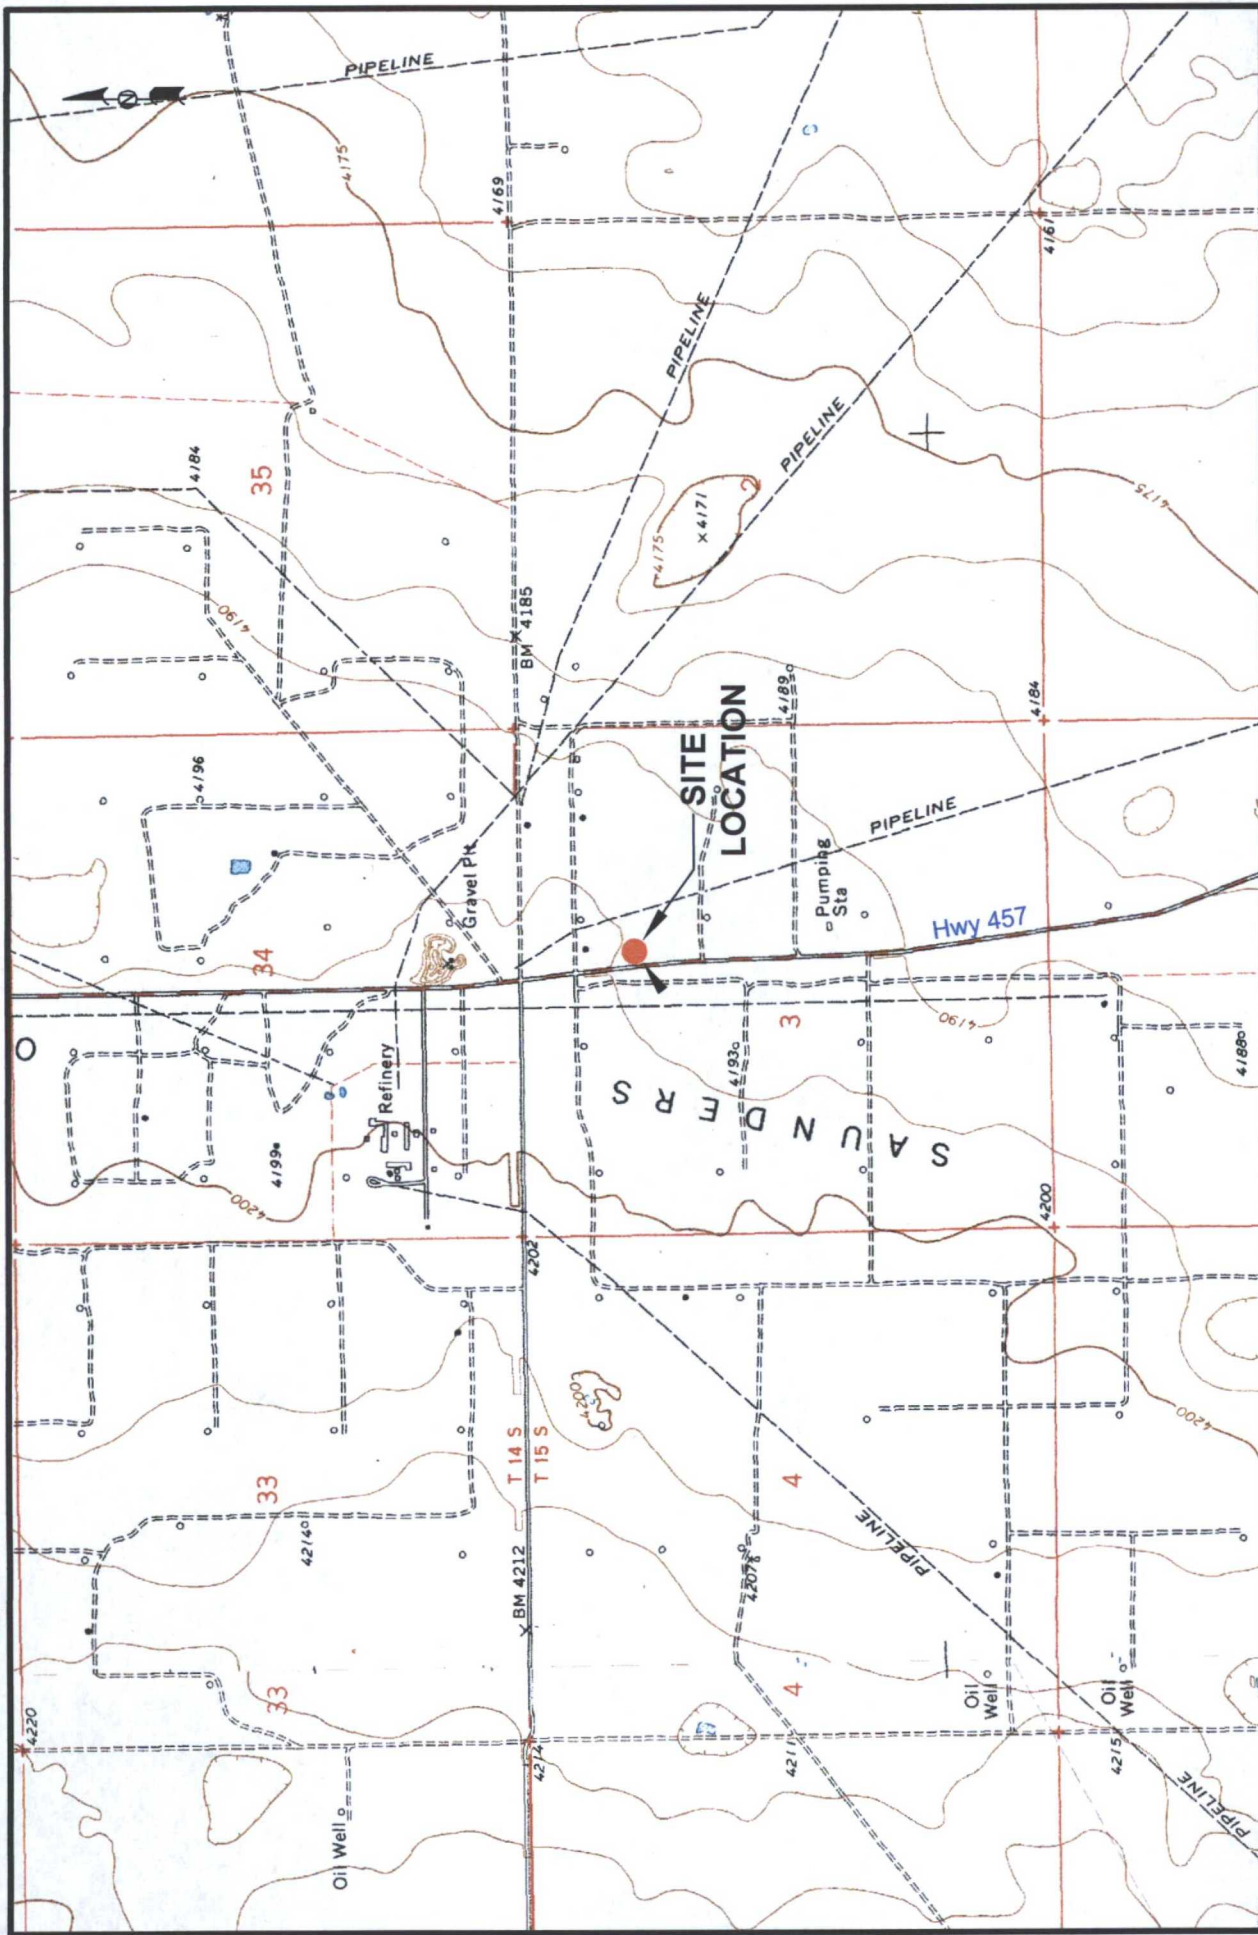 PIPELINE
N
4175
4169
4161
PIPELINE
4184
35
PIPELINE
4175
×4171
2
4175
4190
BM 4185
4189
4184
4196
SITE
LOCATION
Gravel Pit
Pumping
Sta
PIPELINE
Hwy 457
34
3
4190
O
Refinery
4193
4188
SAUNDERS
4199
4200
4200
4202
4200
4200
T 14 S
T 15 S
33
4
4214
BM 4212
4207
PIPELINE
33
4
Oil
Well
Oil
Well
4220
4214
4211
4215
PIPELINE
Oil Well